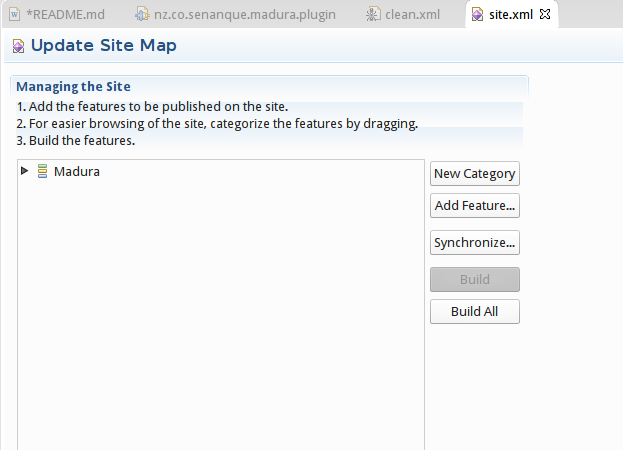 *README.md nz.co.senanque.madura.plugin clean.xml site.xml
Update Site Map
Managing the Site
1. Add the features to be published on the site.
2. For easier browsing of the site, categorize the features by dragging.
3. Build the features.
Madura
New Category
Add Feature...
Synchronize...
Build
Build All